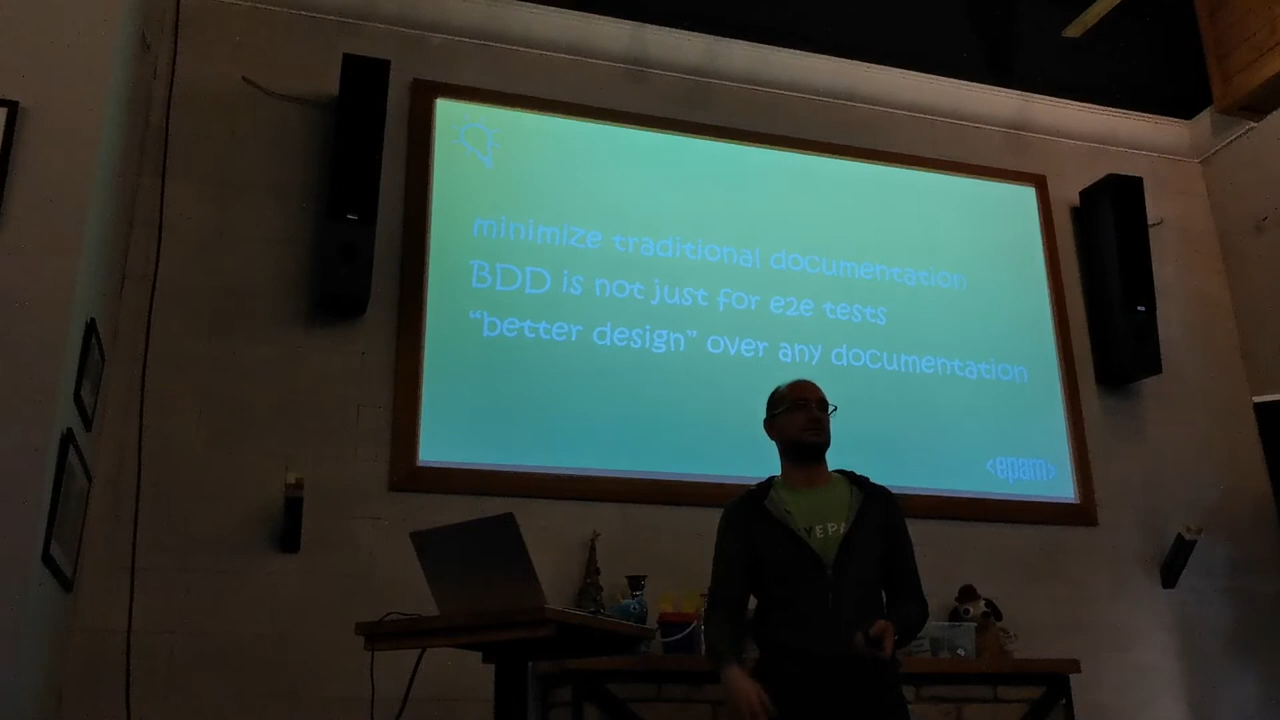 minimize traditional documentation
BDD is not just for e2e tests
“better design” over any documentation
<epam>